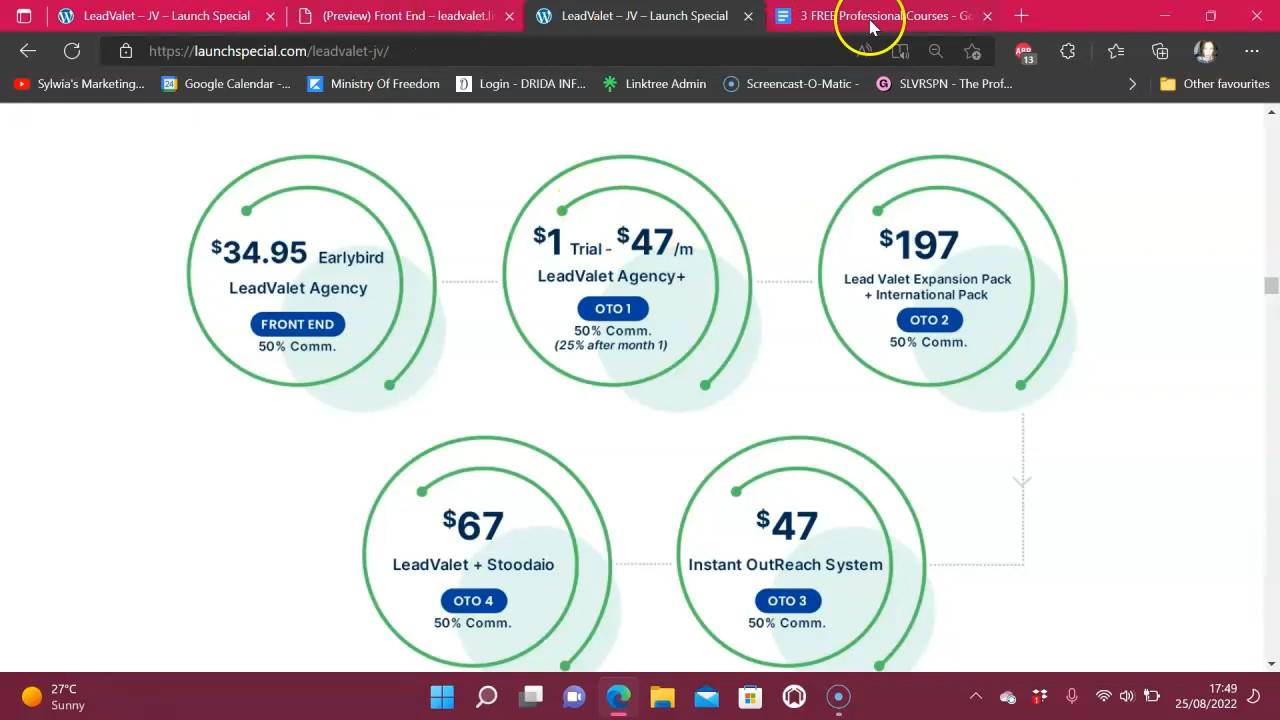 LeadValet – JV – Launch Special
(Preview) Front End – leadvalet.li
LeadValet – JV – Launch Special
3 FREE Professional Courses - Go
https://launchspecial.com/leadvalet-jv/
13
Sylwia's Marketing...
Google Calendar -...
Ministry Of Freedom
Login - DRIDA INF...
Linktree Admin
Screencast-O-Matic -
SLVRSPN - The Prof...
Other favourites
$34.95 Earlybird
LeadValet Agency
FRONT END
50% Comm.
$1 Trial - $47/m
LeadValet Agency+
OTO 1
50% Comm.
(25% after month 1)
$197
Lead Valet Expansion Pack
+ International Pack
OTO 2
50% Comm.
$67
LeadValet + Stoodaio
OTO 4
50% Comm.
$47
Instant OutReach System
OTO 3
50% Comm.
27°C
Sunny
17:49
25/08/2022